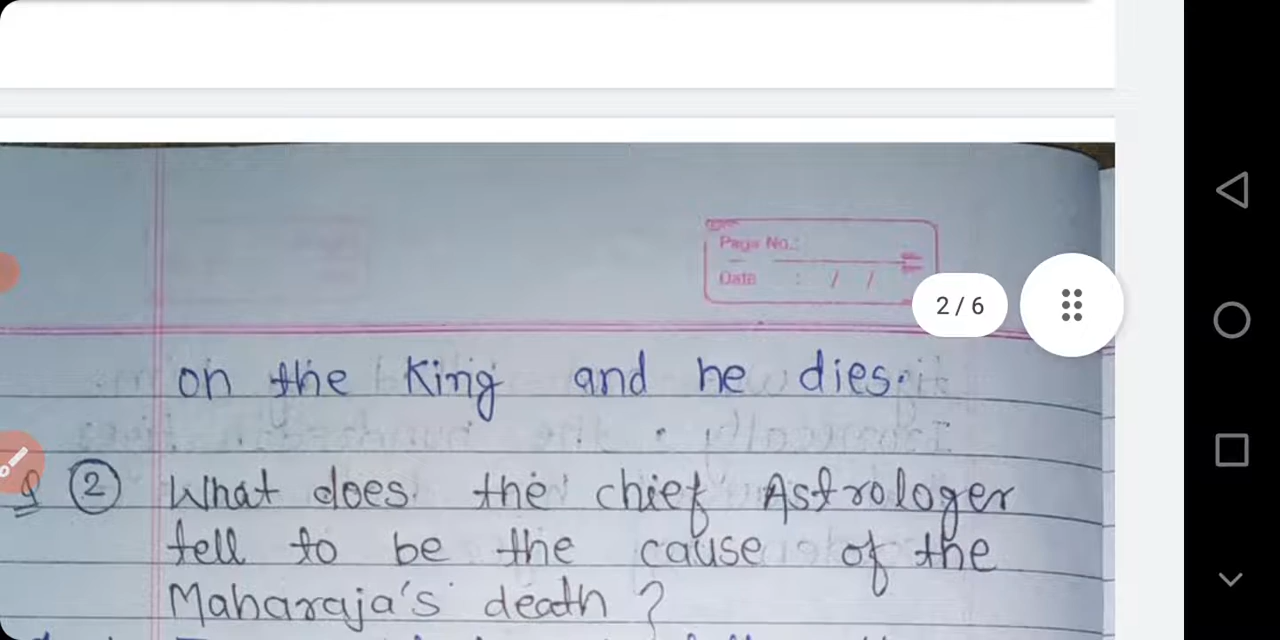 Page No.:
Date : / /
2 / 6
on the King and he dies.
Q ② What does the chief Astrologer
tell to be the cause of the
Maharaja's death ?